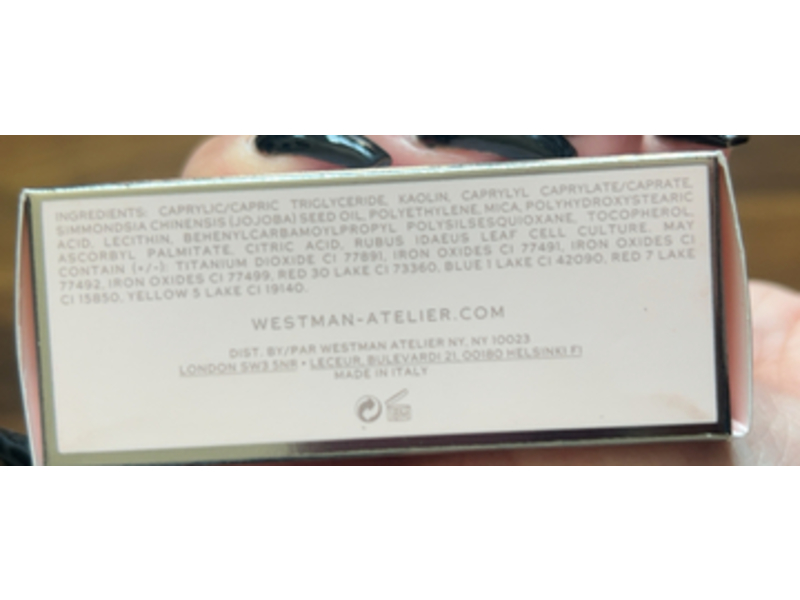 INGREDIENTS: CAPRYLIC/CAPRIC TRIGLYCERIDE, KAOLIN, CAPRYLYL CAPRYLATE/CAPRATE,
SIMMONDSIA CHINENSIS (JOJOBA) SEED OIL, POLYETHYLENE, MICA, POLYHYDROXYSTEARIC
ACID, LECITHIN, BEHENYLCARBAMOYLPROPYL POLYSILSESQUIOXANE, TOCOPHEROL,
ASCORBYL PALMITATE, CITRIC ACID, RUBUS IDAEUS LEAF CELL CULTURE. MAY
CONTAIN (+/-): TITANIUM DIOXIDE CI 77891, IRON OXIDES CI 77491, IRON OXIDES CI
77492, IRON OXIDES CI 77499, RED 30 LAKE CI 73360, BLUE 1 LAKE CI 42090, RED 7 LAKE
CI 15850, YELLOW 5 LAKE CI 19140.
WESTMAN-ATELIER.COM
DIST. BY/PAR WESTMAN ATELIER NY, NY 10023
LONDON SW3 5NR • LECEUR, BULEVARDI 21, 00180 HELSINKI FI
MADE IN ITALY